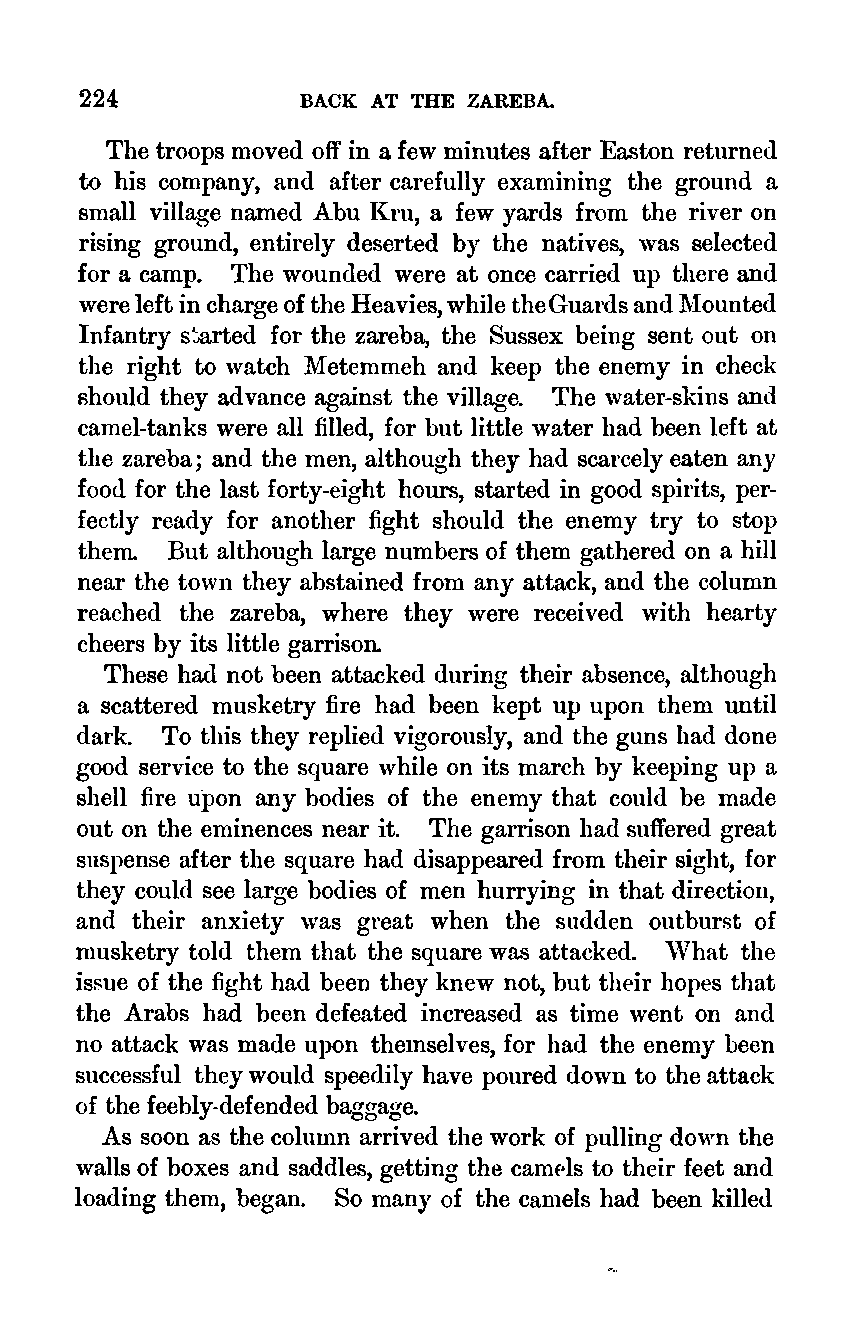 224 BACK AT THE ZAREBA.
The troops moved off in a few minutes after Easton returned
to his company, and after carefully examining the ground a
small village named Abu Kru, a few yards from the river on
rising ground, entirely deserted by the natives, was selected
for a camp. The wounded were at once carried up there and
were left in charge of the Heavies, while the Guards and Mounted
Infantry started for the zareba, the Sussex being sent out on
the right to watch Metemmeh and keep the enemy in check
should they advance against the village. The water-skins and
camel-tanks were all filled, for but little water had been left at
the zareba; and the men, although they had scarcely eaten any
food for the last forty-eight hours, started in good spirits, per-
fectly ready for another fight should the enemy try to stop
them. But although large numbers of them gathered on a hill
near the town they abstained from any attack, and the column
reached the zareba, where they were received with hearty
cheers by its little garrison.
These had not been attacked during their absence, although
a scattered musketry fire had been kept up upon them until
dark. To this they replied vigorously, and the guns had done
good service to the square while on its march by keeping up a
shell fire upon any bodies of the enemy that could be made
out on the eminences near it. The garrison had suffered great
suspense after the square had disappeared from their sight, for
they could see large bodies of men hurrying in that direction,
and their anxiety was great when the sudden outburst of
musketry told them that the square was attacked. What the
issue of the fight had been they knew not, but their hopes that
the Arabs had been defeated increased as time went on and
no attack was made upon themselves, for had the enemy been
successful they would speedily have poured down to the attack
of the feebly-defended baggage.
As soon as the column arrived the work of pulling down the
walls of boxes and saddles, getting the camels to their feet and
loading them, began. So many of the camels had been killed